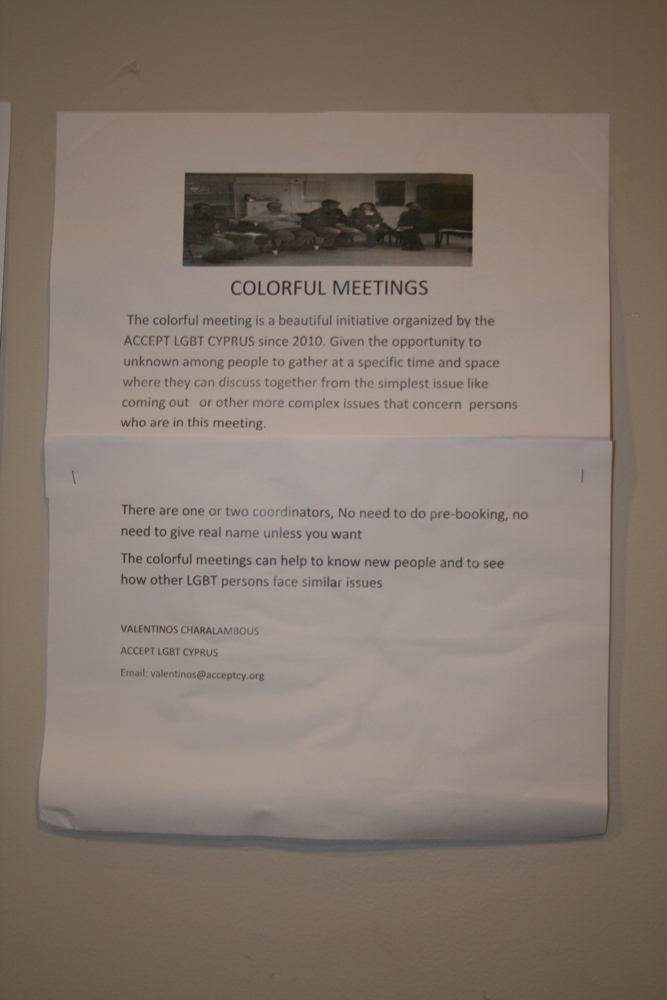 COLORFUL MEETINGS
The colorful meeting is a beautiful initiative organized by the
ACCEPT LGBT CYPRUS since 2010. Given the opportunity to
unknown among people to gather at a specific time and space
where they can discuss together from the simplest issue like
coming out or other more complex issues that concern persons
who are in this meeting.
There are one or two coordinators, No need to do pre-booking, no
need to give real name unless you want
The colorful meetings can help to know new people and to see
how other LGBT persons face similar issues
VALENTINOS CHARALAMBOUS
ACCEPT LGBT CYPRUS
Email: valentinos@acceptcy.org